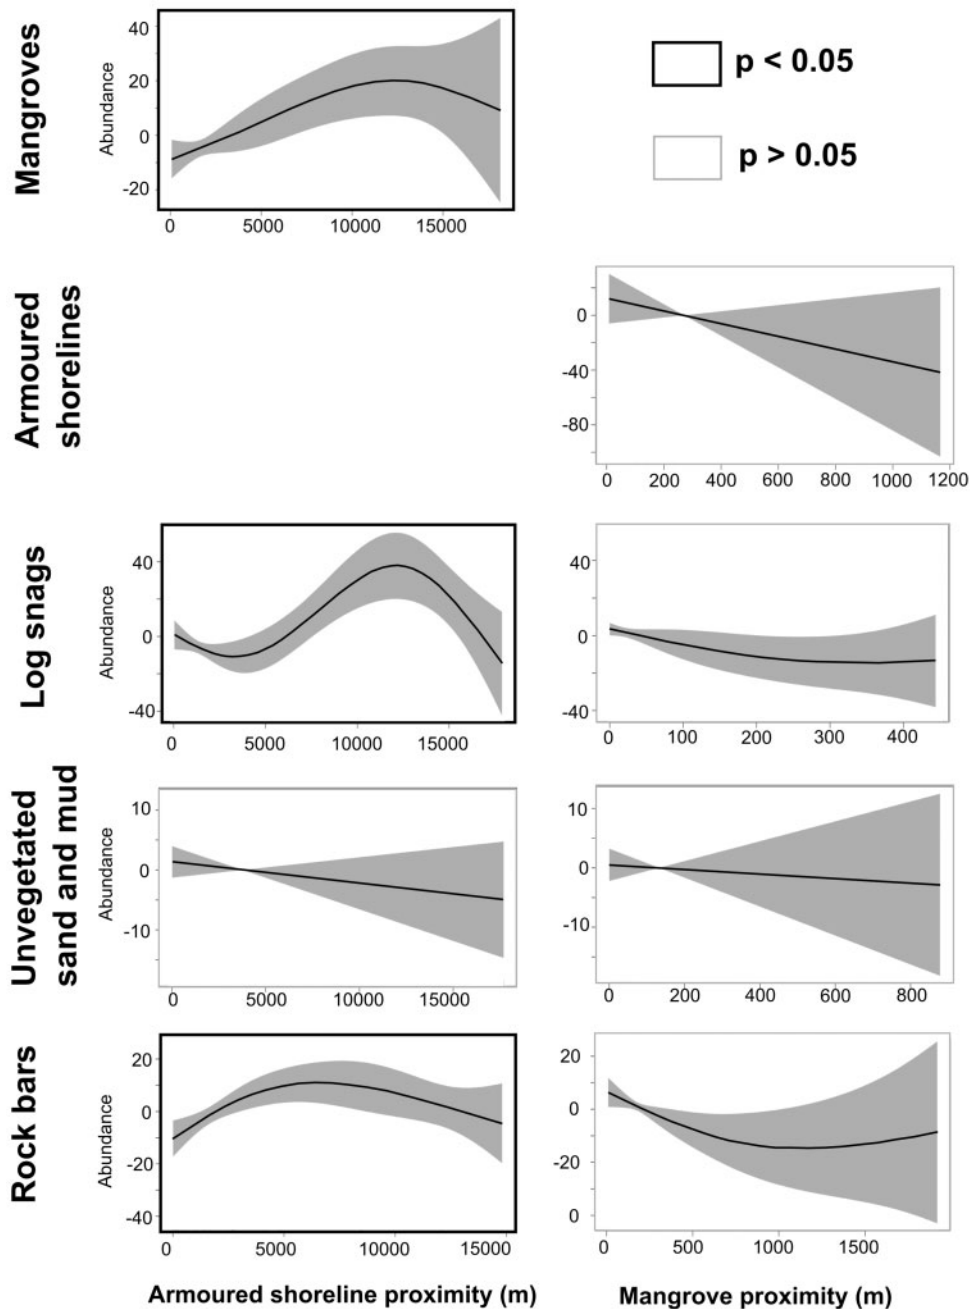 Mangroves
Abundance
40
20
0
-20
0 5000 10000 15000
p < 0.05
p > 0.05
Armoured
shorelines
0
-40
-80
0 200 400 600 800 1000 1200
Log snags
Abundance
40
0
-40
0 5000 10000 15000
40
0
-40
0 100 200 300 400
Unvegetated
sand and mud
Abundance
10
0
-10
0 5000 10000 15000
10
0
-10
0 200 400 600 800
Rock bars
Abundance
20
0
-20
-40
0 5000 10000 15000
20
0
-20
0
0 500 1000 1500
Armoured shoreline proximity (m)
Mangrove proximity (m)